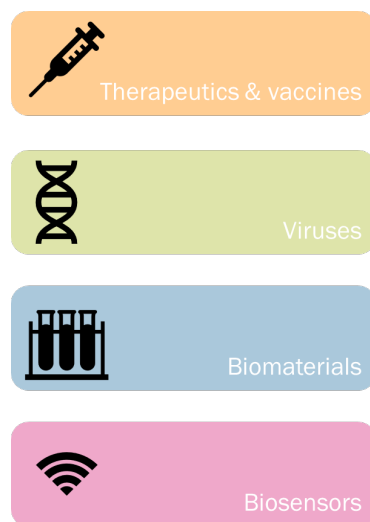 Therapeutics & vaccines
Viruses
Biomaterials
Biosensors